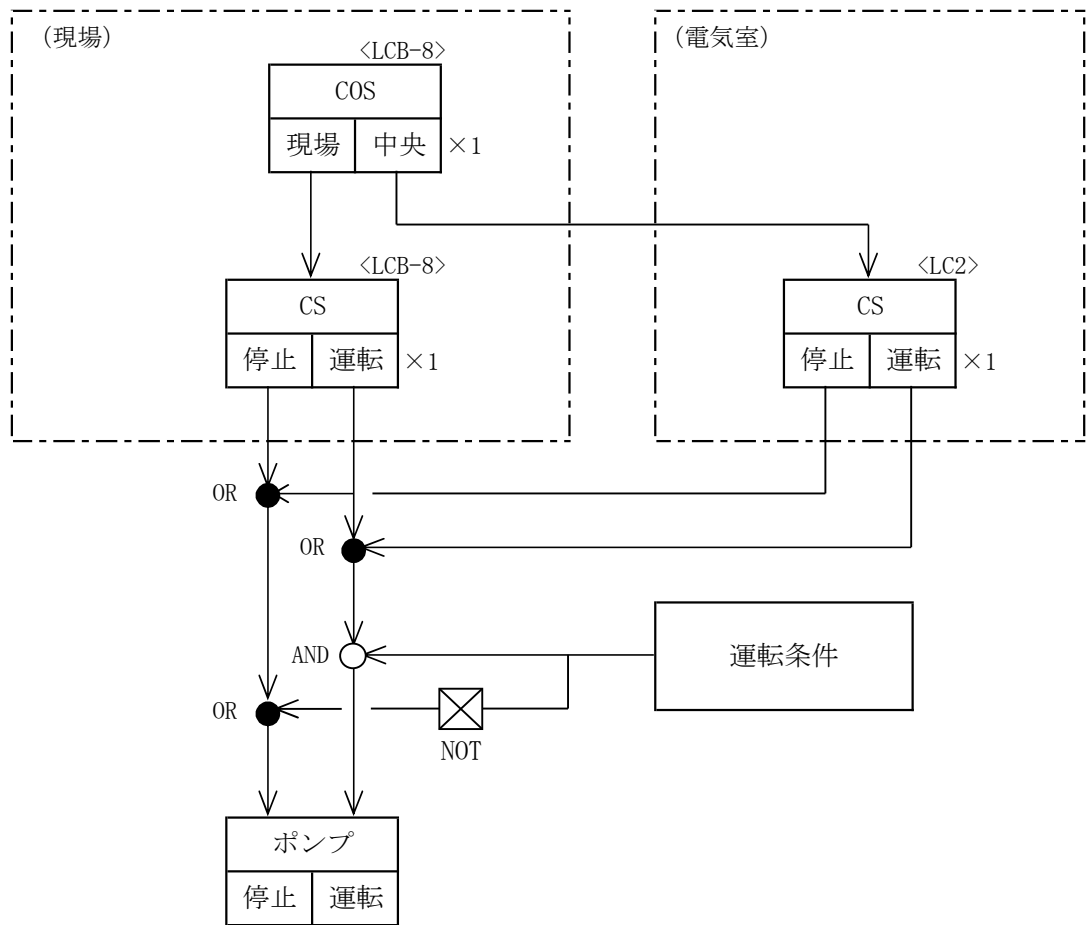 (現場)
(電気室)
<LCB-8>
COS
現場 中央 ×1
<LCB-8>
<LC2>
CS
CS
停止 運転 ×1
停止 運転 ×1
OR
OR
AND
運転条件
OR
NOT
ポンプ
停止 運転